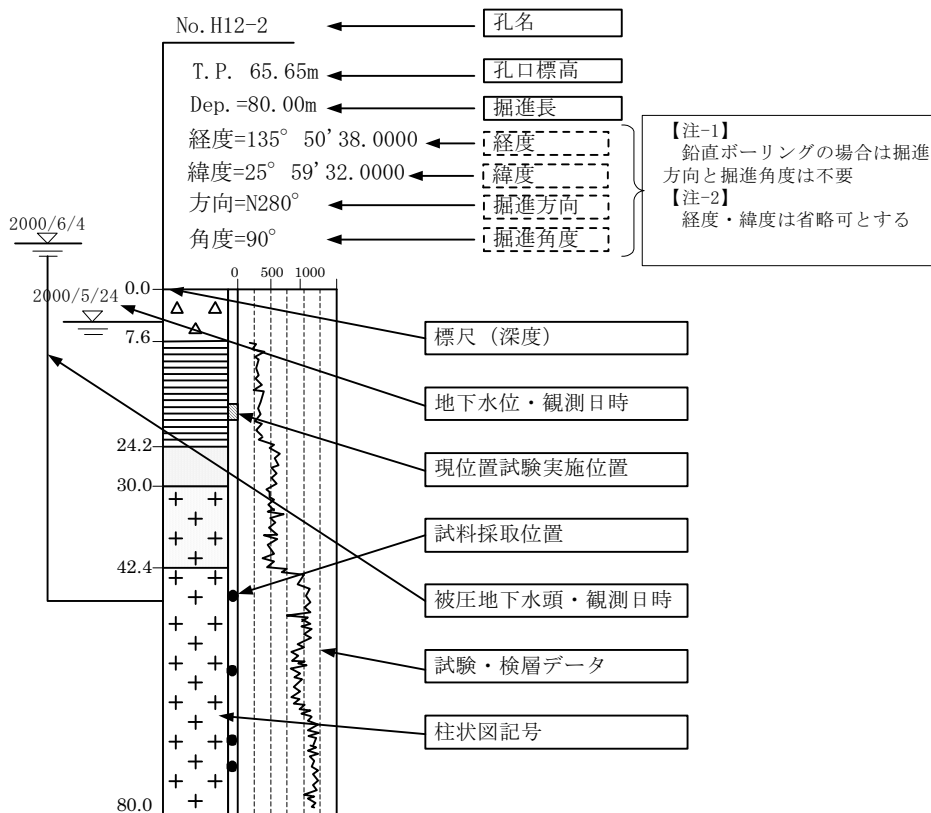 No.H12-2
孔名
T.P. 65.65m
孔口標高
Dep.=80.00m
掘進長
経度=135° 50'38.0000
経度
緯度=25° 59'32.0000
緯度
方向=N280°
掘進方向
角度=90°
掘進角度
【注-1】
鉛直ボーリングの場合は掘進
方向と掘進角度は不要
【注-2】
経度・緯度は省略可とする
2000/6/4
0 500 1000
0.0
2000/5/24
7.6
標尺（深度）
地下水位・観測日時
24.2
現位置試験実施位置
30.0
試料採取位置
42.4
被圧地下水頭・観測日時
試験・検層データ
柱状図記号
80.0